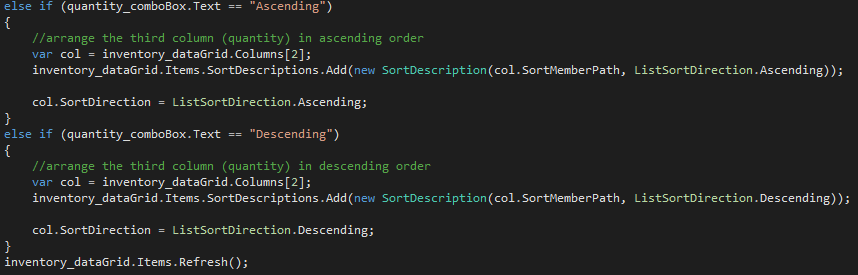 else if (quantity_comboBox.Text == "Ascending")
{
    //arrange the third column (quantity) in ascending order
    var col = inventory_dataGrid.Columns[2];
    inventory_dataGrid.Items.SortDescriptions.Add(new SortDescription(col.SortMemberPath, ListSortDirection.Ascending));

    col.SortDirection = ListSortDirection.Ascending;
}
else if (quantity_comboBox.Text == "Descending")
{
    //arrange the third column (quantity) in descending order
    var col = inventory_dataGrid.Columns[2];
    inventory_dataGrid.Items.SortDescriptions.Add(new SortDescription(col.SortMemberPath, ListSortDirection.Descending));

    col.SortDirection = ListSortDirection.Descending;
}
inventory_dataGrid.Items.Refresh();